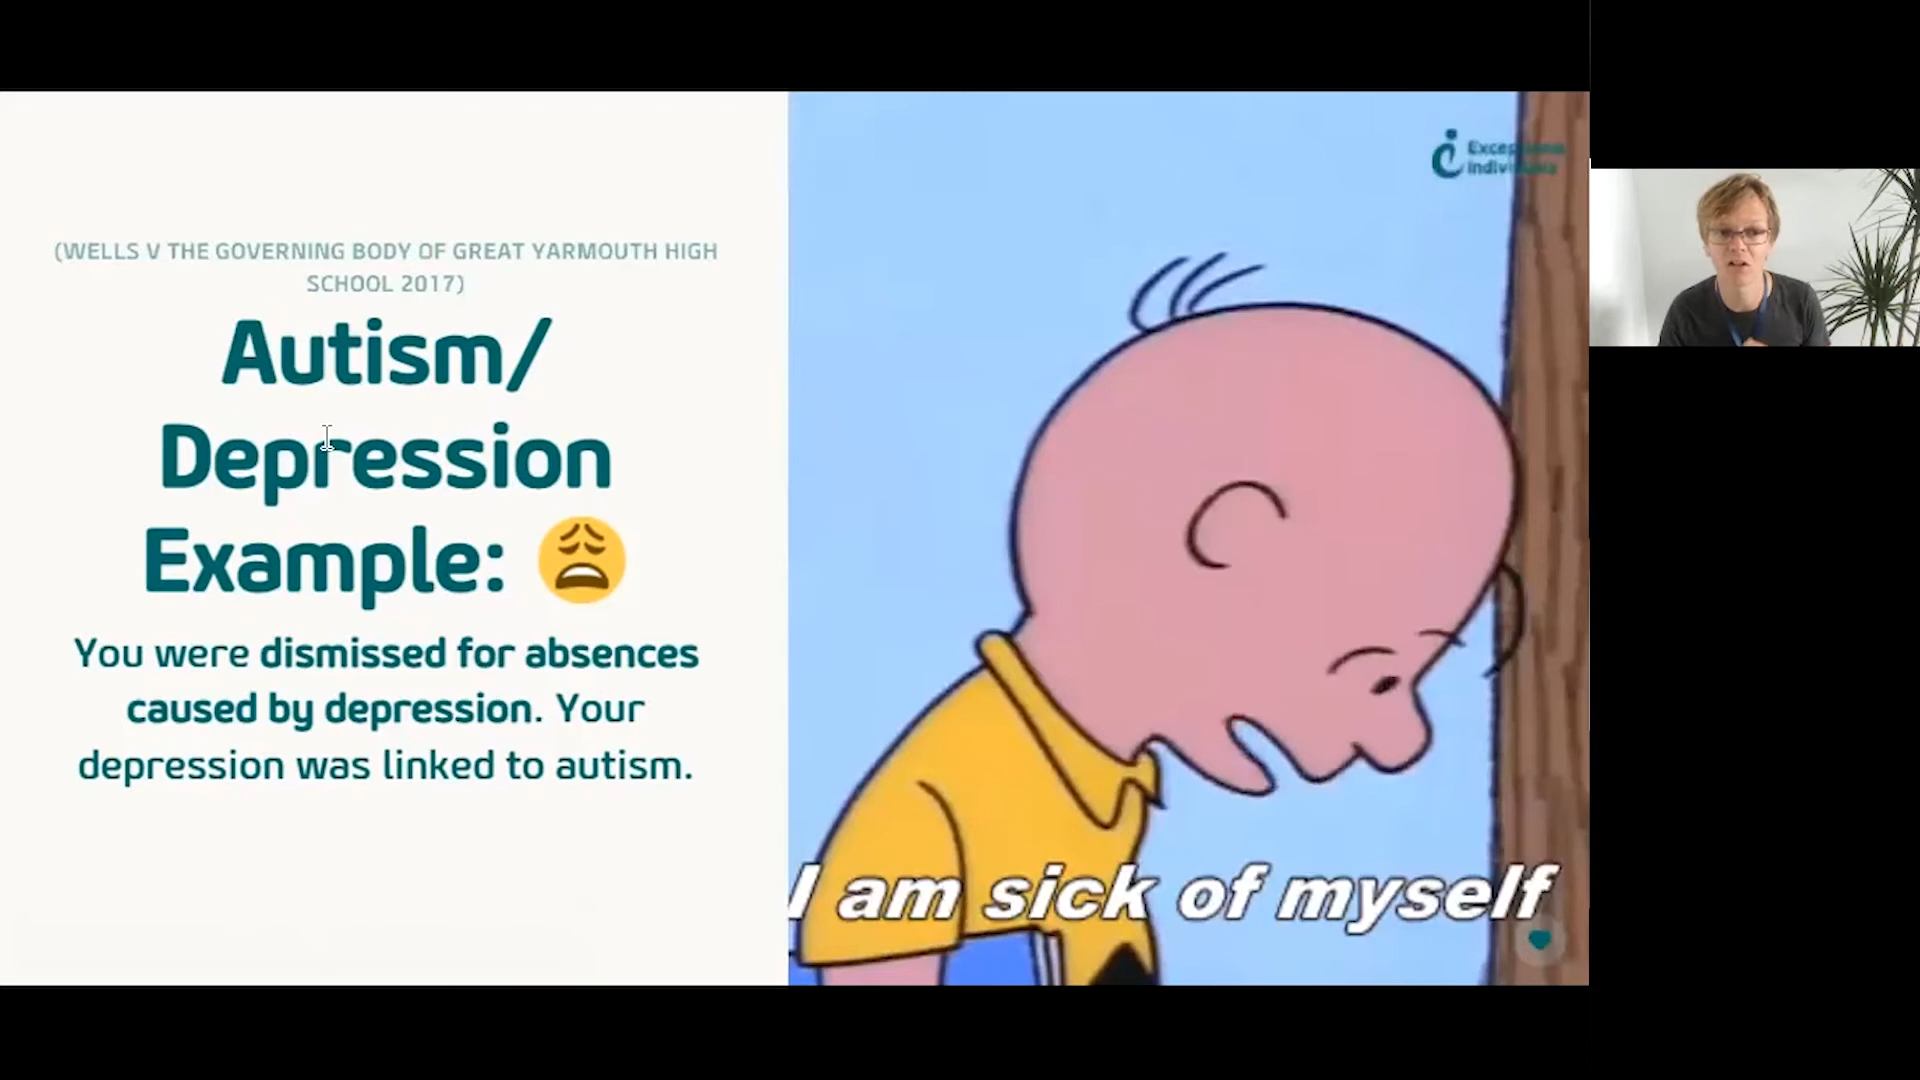 (WELLS V THE GOVERNING BODY OF GREAT YARMOUTH HIGH
SCHOOL 2017)
Autism/
Depression
Example:
You were dismissed for absences
caused by depression. Your
depression was linked to autism.
I am sick of myself